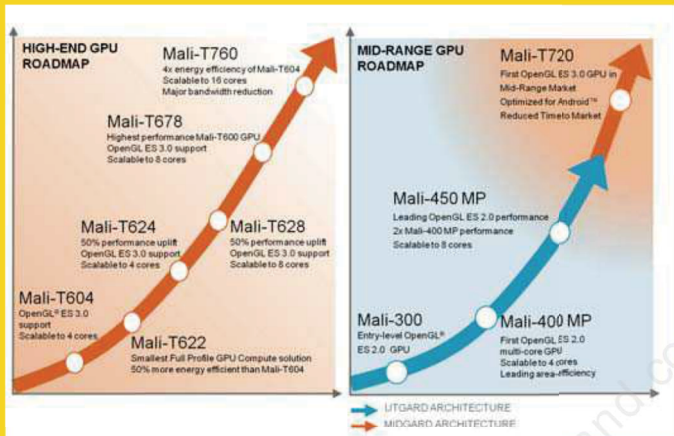 HIGH-END GPU
ROADMAP
Mali-T760
4x energy efficiency of Mali-T604
Scalable to 16 cores
Major bandwidth reduction
Mali-T678
Highest performance Mali-T600 GPU
OpenGL ES 3.0 support
Scalable to 8 cores
Mali-T624
50% performance uplift
OpenGL ES 3.0 support
Scalable to 4 cores
Mali-T628
50% performance uplift
OpenGL ES 3.0 support
Scalable to 8 cores
Mali-T604
OpenGL® ES 3.0
support
Scalable to 4 cores
Mali-T622
Smallest Full Profile GPU Compute solution
50% more energy efficient than Mali-T604
MID-RANGE GPU
ROADMAP
Mali-T720
First OpenGL ES 3.0 GPU in
Mid-Range Market
Optimized for Android™
Reduced Timeto Market
Mali-450 MP
Leading OpenGL ES 2.0 performance
2x Mali-400 MP performance
Scalable to 8 cores
Mali-300
Entry-level OpenGL®
ES 2.0 GPU
Mali-400 MP
First OpenGL ES 2.0
multi-core GPU
Scalable to 4 cores
Leading area-efficiency
UTGARD ARCHITECTURE
MIDGARD ARCHITECTURE